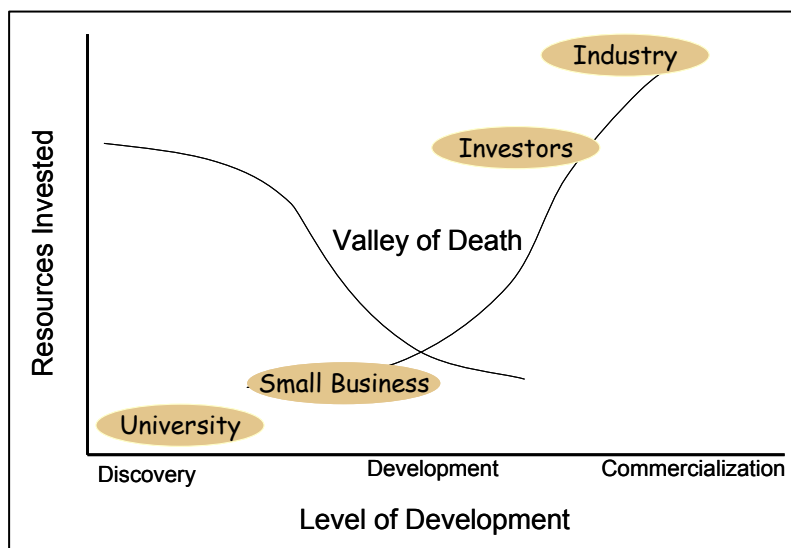 Industry
Investors
Valley of Death
Small Business
University
Resources Invested
Discovery
Development
Commercialization
Level of Development